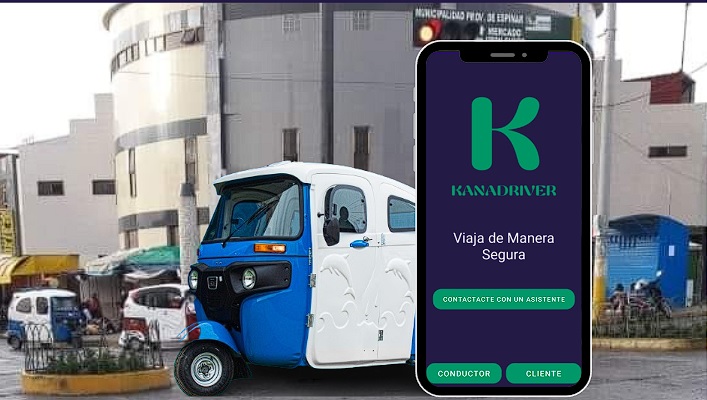 MUNICIPALIDAD PROV. DE ESPINAR
MERCADO
K
KANADRIVER
Viaja de Manera
Segura
CONTACTACTE CON UN ASISTENTE
CONDUCTOR
CLIENTE